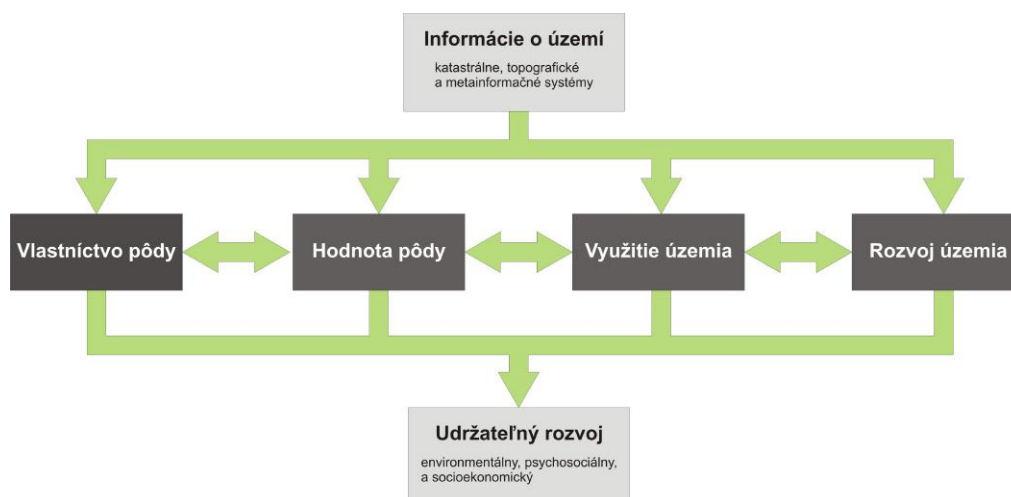 Informácie o území
katastrálne, topografické
a metainformačné systémy
Vlastníctvo pôdy
Hodnota pôdy
Využitie územia
Rozvoj územia
Udržateľný rozvoj
environmentálny, psychosociálny,
a socioekonomický